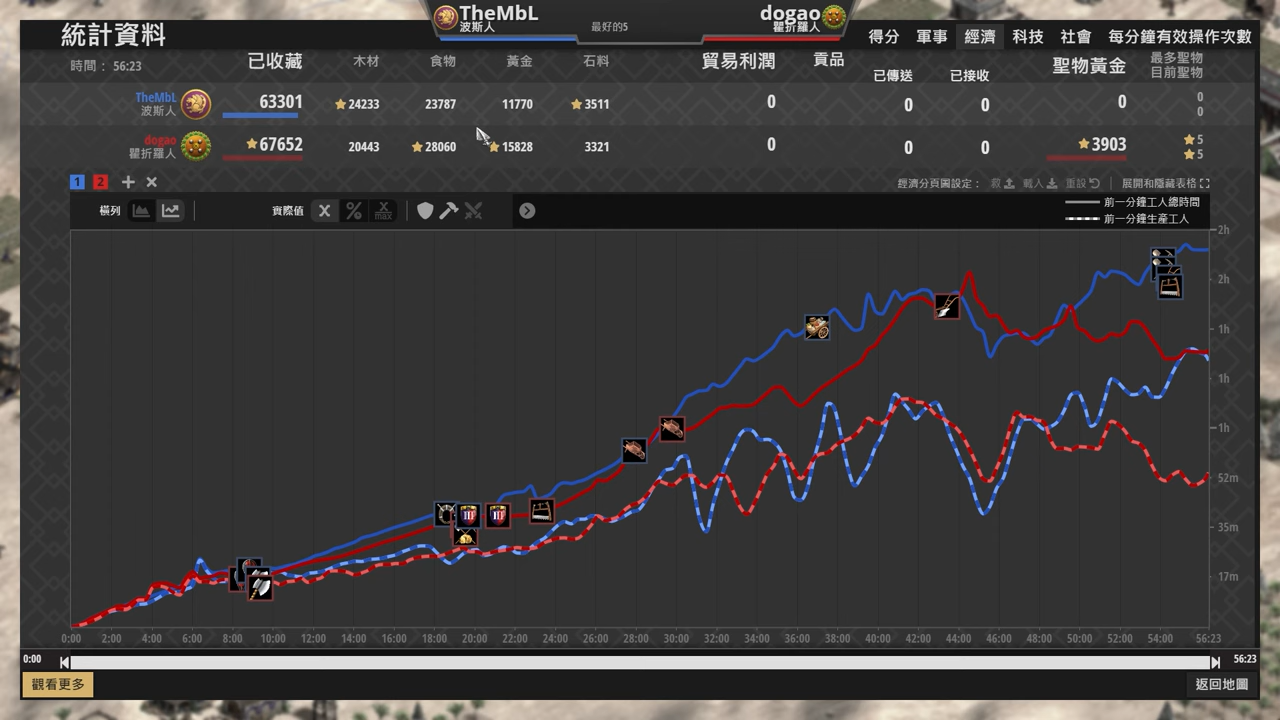 TheMbL
波斯人
最好的5
dogao
瞿折羅人
統計資料
得分 軍事 經濟 科技 社會 每分鐘有效操作次數
時間： 56:23
已收藏 木材 食物 黃金 石料 貿易利潤 貢品 已傳送 已接收 聖物黃金 最多聖物
目前聖物
TheMbL
波斯人
63301 24233 23787 11770 3511 0 0 0 0 0
0
dogao
瞿折羅人
67652 20443 28060 15828 3321 0 0 0 3903 5
5
1 2
經濟分頁圖設定： 載入 重設 展開和隱藏表格
橫列 實際值 X % X max
前一分鐘工人總時間
前一分鐘生產工人
2h
2h
1h
1h
1h
52m
35m
17m
0:00 2:00 4:00 6:00 8:00 10:00 12:00 14:00 16:00 18:00 20:00 22:00 24:00 26:00 28:00 30:00 32:00 34:00 36:00 38:00 40:00 42:00 44:00 46:00 48:00 50:00 52:00 54:00 56:23
0:00 56:23
觀看更多 返回地圖